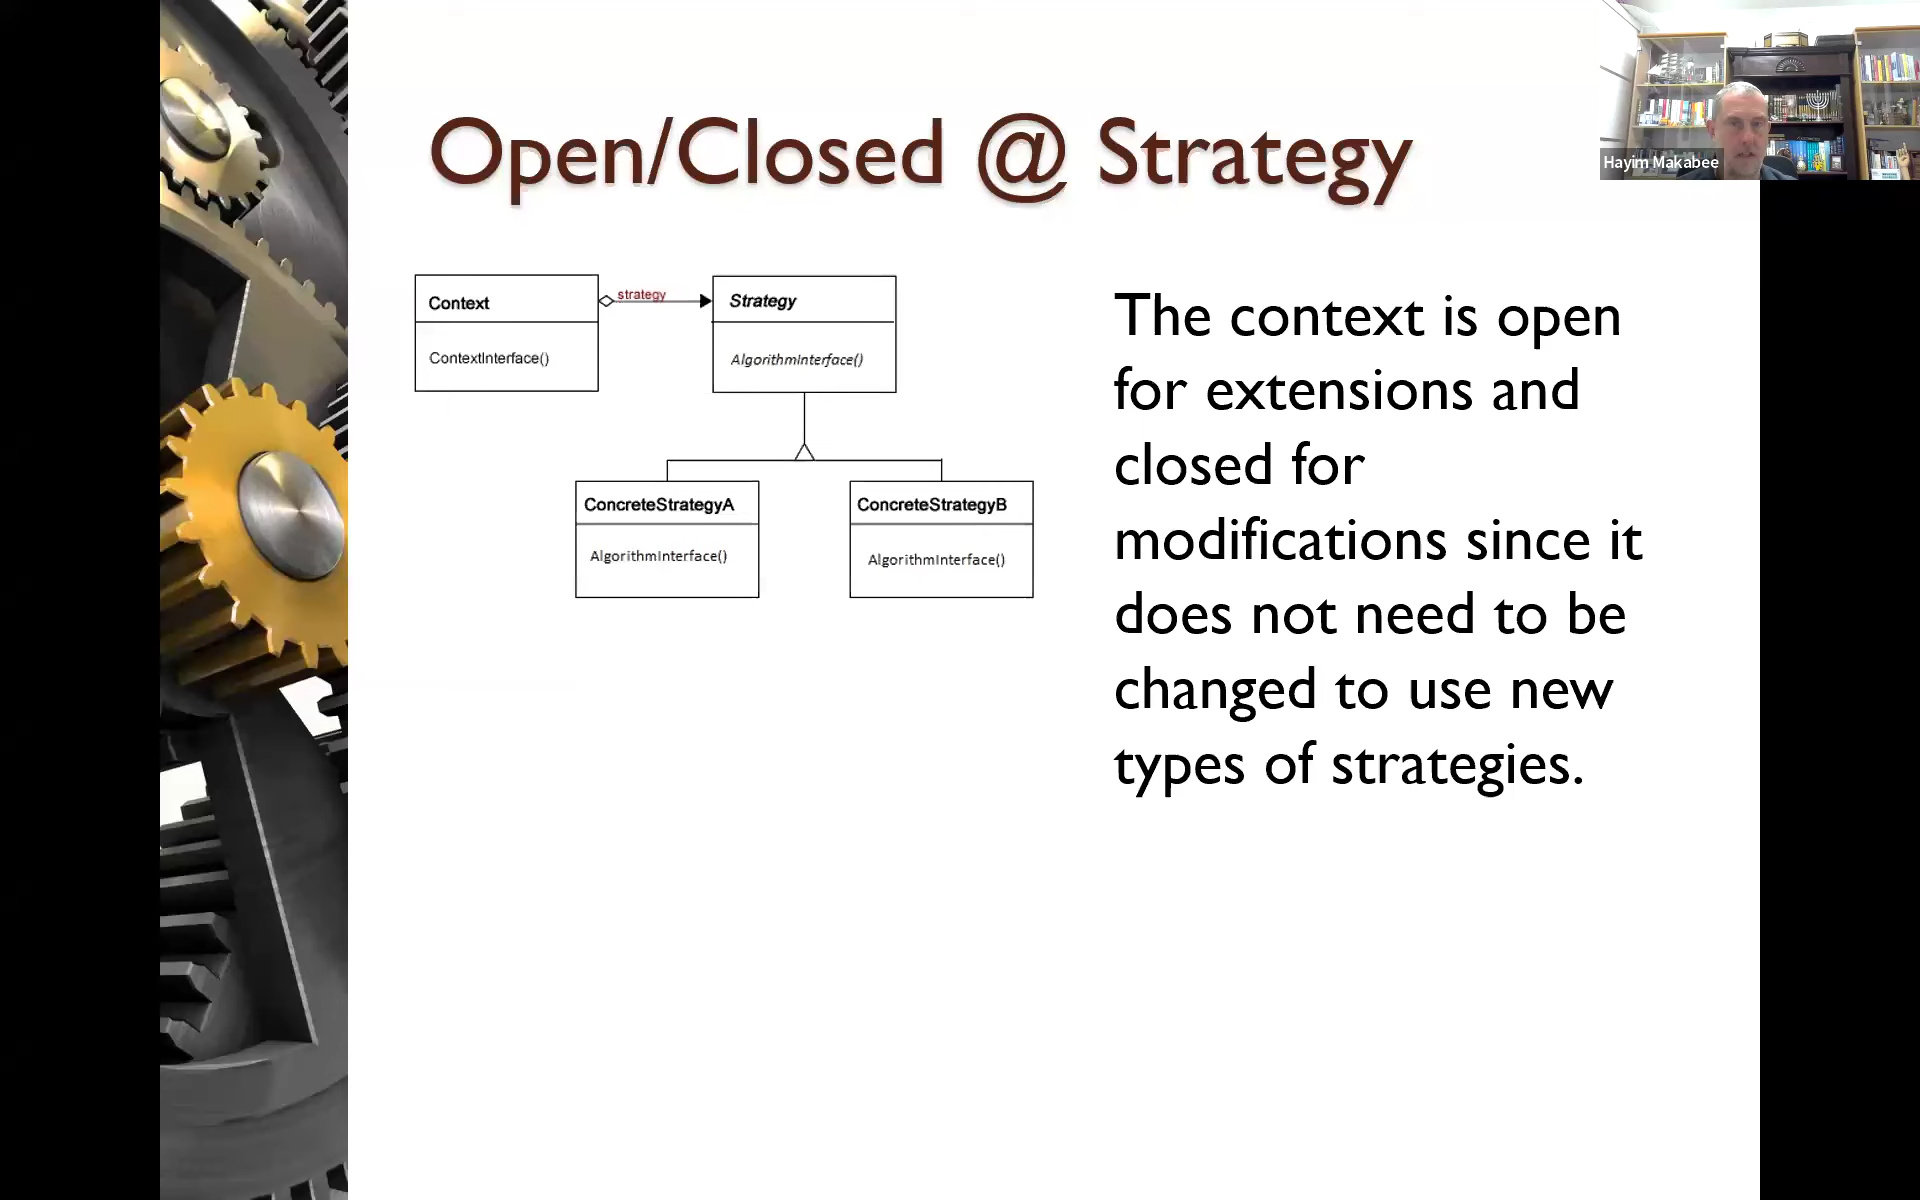 Open/Closed @ Strategy
Hayim Makabee
Context
ContextInterface()
strategy
Strategy
AlgorithmInterface()
ConcreteStrategyA
AlgorithmInterface()
ConcreteStrategyB
AlgorithmInterface()
The context is open
for extensions and
closed for
modifications since it
does not need to be
changed to use new
types of strategies.